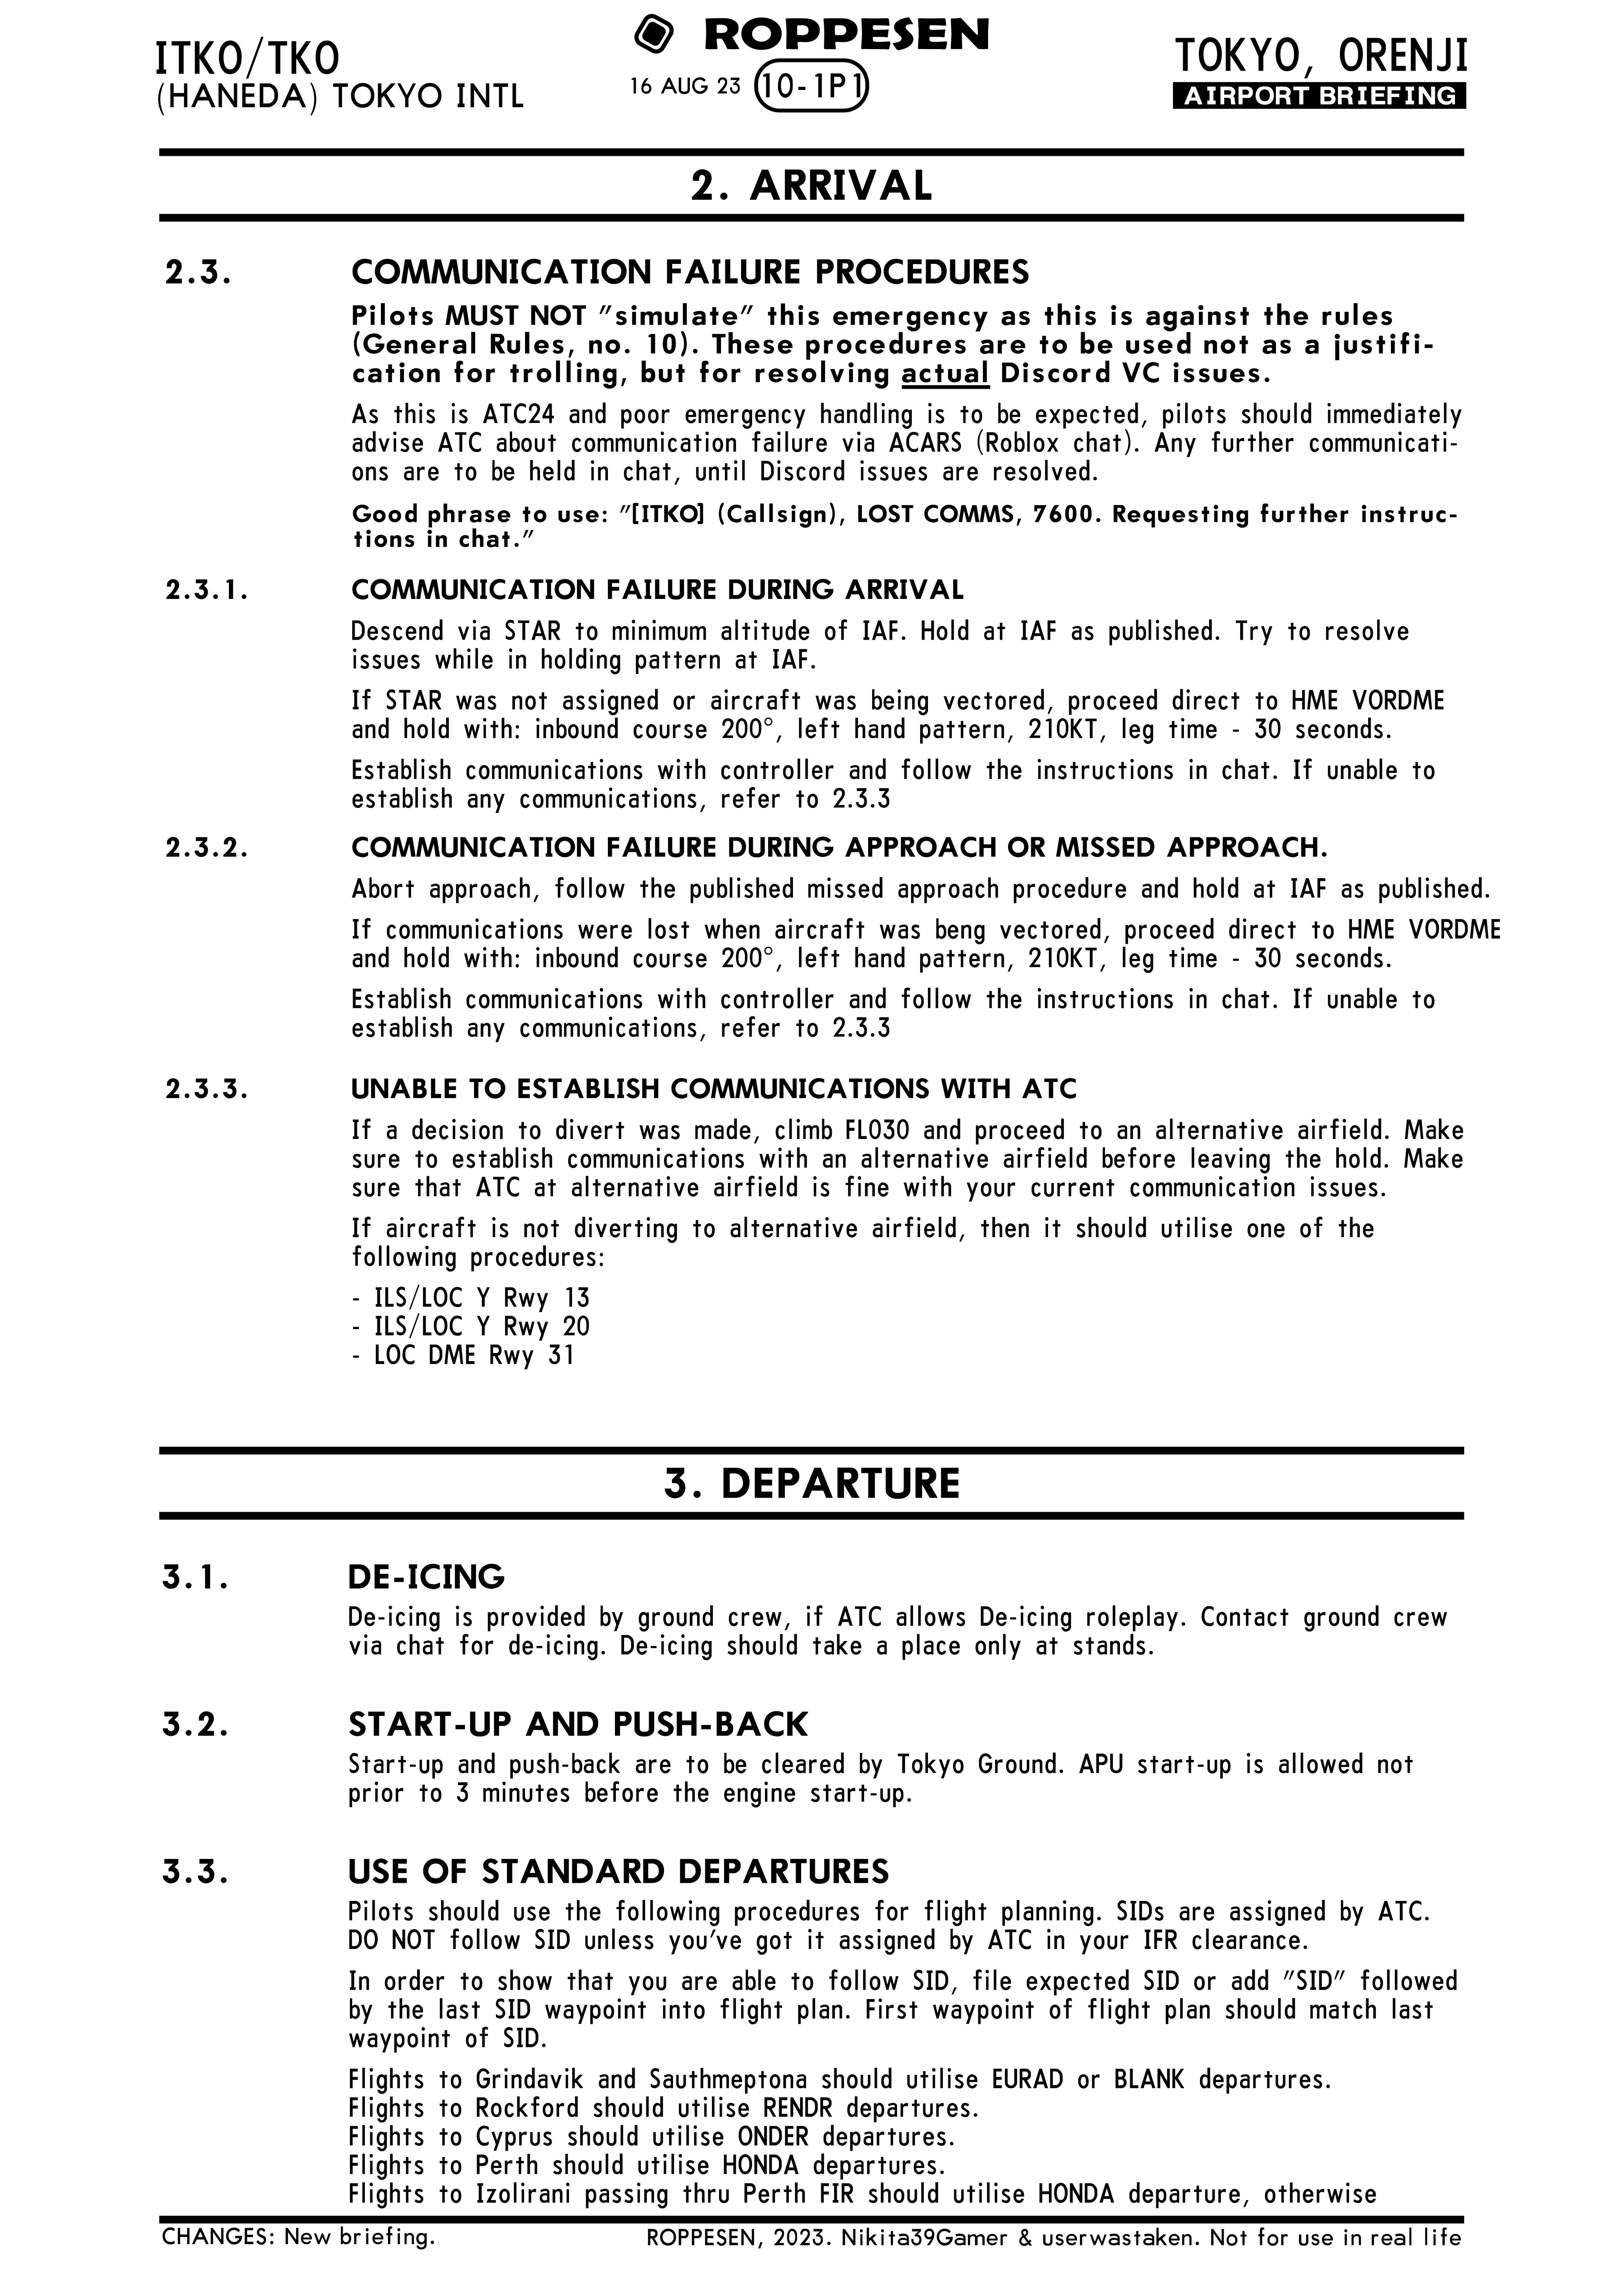 ITKO/TKO
(HANEDA) TOKYO INTL
ROPPESEN
16 AUG 23 10-1P1
TOKYO, ORENJI
AIRPORT BRIEFING
2. ARRIVAL
2.3. COMMUNICATION FAILURE PROCEDURES
Pilots MUST NOT "simulate" this emergency as this is against the rules
(General Rules, no. 10). These procedures are to be used not as a justifi-
cation for trolling, but for resolving actual Discord VC issues.
As this is ATC24 and poor emergency handling is to be expected, pilots should immediately
advise ATC about communication failure via ACARS (Roblox chat). Any further communicati-
ons are to be held in chat, until Discord issues are resolved.
Good phrase to use: "[ITKO] (Callsign), LOST COMMS, 7600. Requesting further instruc-
tions in chat."
2.3.1. COMMUNICATION FAILURE DURING ARRIVAL
Descend via STAR to minimum altitude of IAF. Hold at IAF as published. Try to resolve
issues while in holding pattern at IAF.
If STAR was not assigned or aircraft was being vectored, proceed direct to HME VORDME
and hold with: inbound course 200°, left hand pattern, 210KT, leg time - 30 seconds.
Establish communications with controller and follow the instructions in chat. If unable to
establish any communications, refer to 2.3.3
2.3.2. COMMUNICATION FAILURE DURING APPROACH OR MISSED APPROACH.
Abort approach, follow the published missed approach procedure and hold at IAF as published.
If communications were lost when aircraft was beng vectored, proceed direct to HME VORDME
and hold with: inbound course 200°, left hand pattern, 210KT, leg time - 30 seconds.
Establish communications with controller and follow the instructions in chat. If unable to
establish any communications, refer to 2.3.3
2.3.3. UNABLE TO ESTABLISH COMMUNICATIONS WITH ATC
If a decision to divert was made, climb FL030 and proceed to an alternative airfield. Make
sure to establish communications with an alternative airfield before leaving the hold. Make
sure that ATC at alternative airfield is fine with your current communication issues.
If aircraft is not diverting to alternative airfield, then it should utilise one of the
following procedures:
- ILS/LOC Y Rwy 13
- ILS/LOC Y Rwy 20
- LOC DME Rwy 31
3. DEPARTURE
3.1. DE-ICING
De-icing is provided by ground crew, if ATC allows De-icing roleplay. Contact ground crew
via chat for de-icing. De-icing should take a place only at stands.
3.2. START-UP AND PUSH-BACK
Start-up and push-back are to be cleared by Tokyo Ground. APU start-up is allowed not
prior to 3 minutes before the engine start-up.
3.3. USE OF STANDARD DEPARTURES
Pilots should use the following procedures for flight planning. SIDs are assigned by ATC.
DO NOT follow SID unless you've got it assigned by ATC in your IFR clearance.
In order to show that you are able to follow SID, file expected SID or add "SID" followed
by the last SID waypoint into flight plan. First waypoint of flight plan should match last
waypoint of SID.
Flights to Grindavik and Sauthmeptona should utilise EURAD or BLANK departures.
Flights to Rockford should utilise RENDR departures.
Flights to Cyprus should utilise ONDER departures.
Flights to Perth should utilise HONDA departures.
Flights to Izolirani passing thru Perth FIR should utilise HONDA departure, otherwise
CHANGES: New briefing. ROPPESEN, 2023. Nikita39Gamer & userwastaken. Not for use in real life